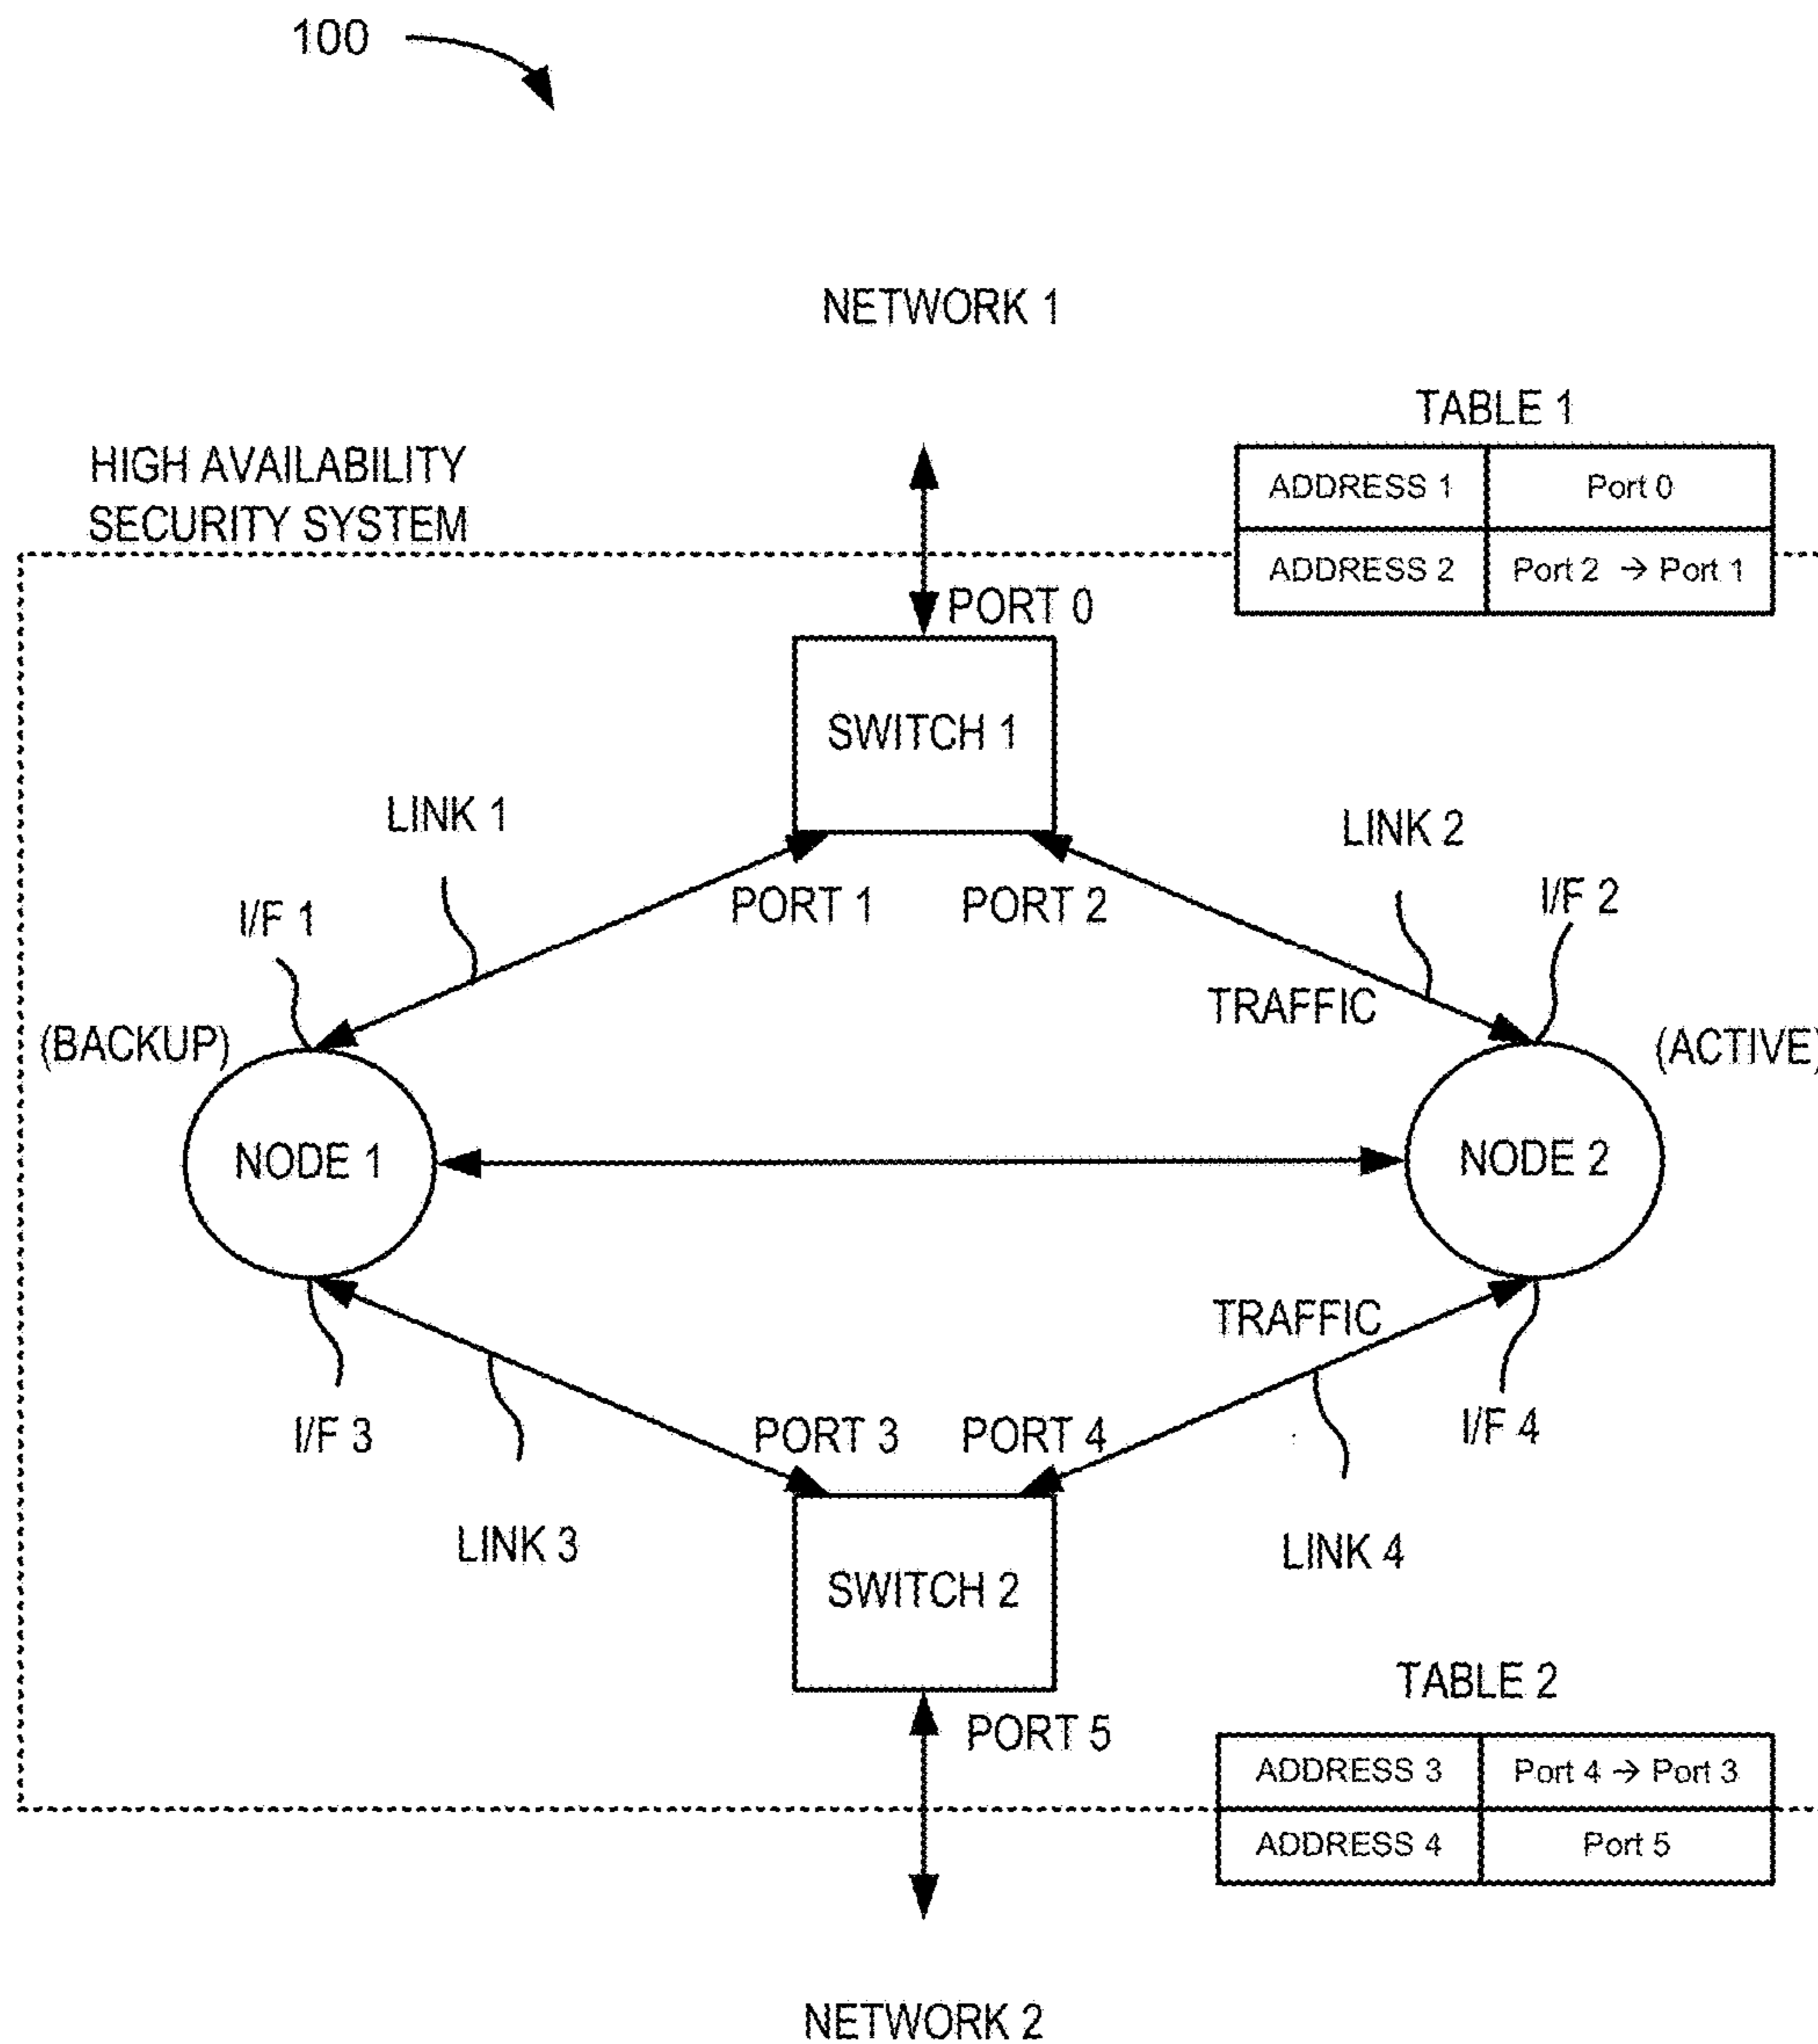 100
NETWORK 1
TABLE 1
HIGH AVAILABILITY
SECURITY SYSTEM
ADDRESS 1 Port 0
ADDRESS 2 Port 2 → Port 1
PORT 0
SWITCH 1
LINK 1
LINK 2
I/F 1
PORT 1
PORT 2
I/F 2
TRAFFIC
(BACKUP)
(ACTIVE)
NODE 1
NODE 2
TRAFFIC
I/F 3
PORT 3
PORT 4
I/F 4
LINK 3
LINK 4
SWITCH 2
TABLE 2
PORT 5
ADDRESS 3 Port 4 → Port 3
ADDRESS 4 Port 5
NETWORK 2